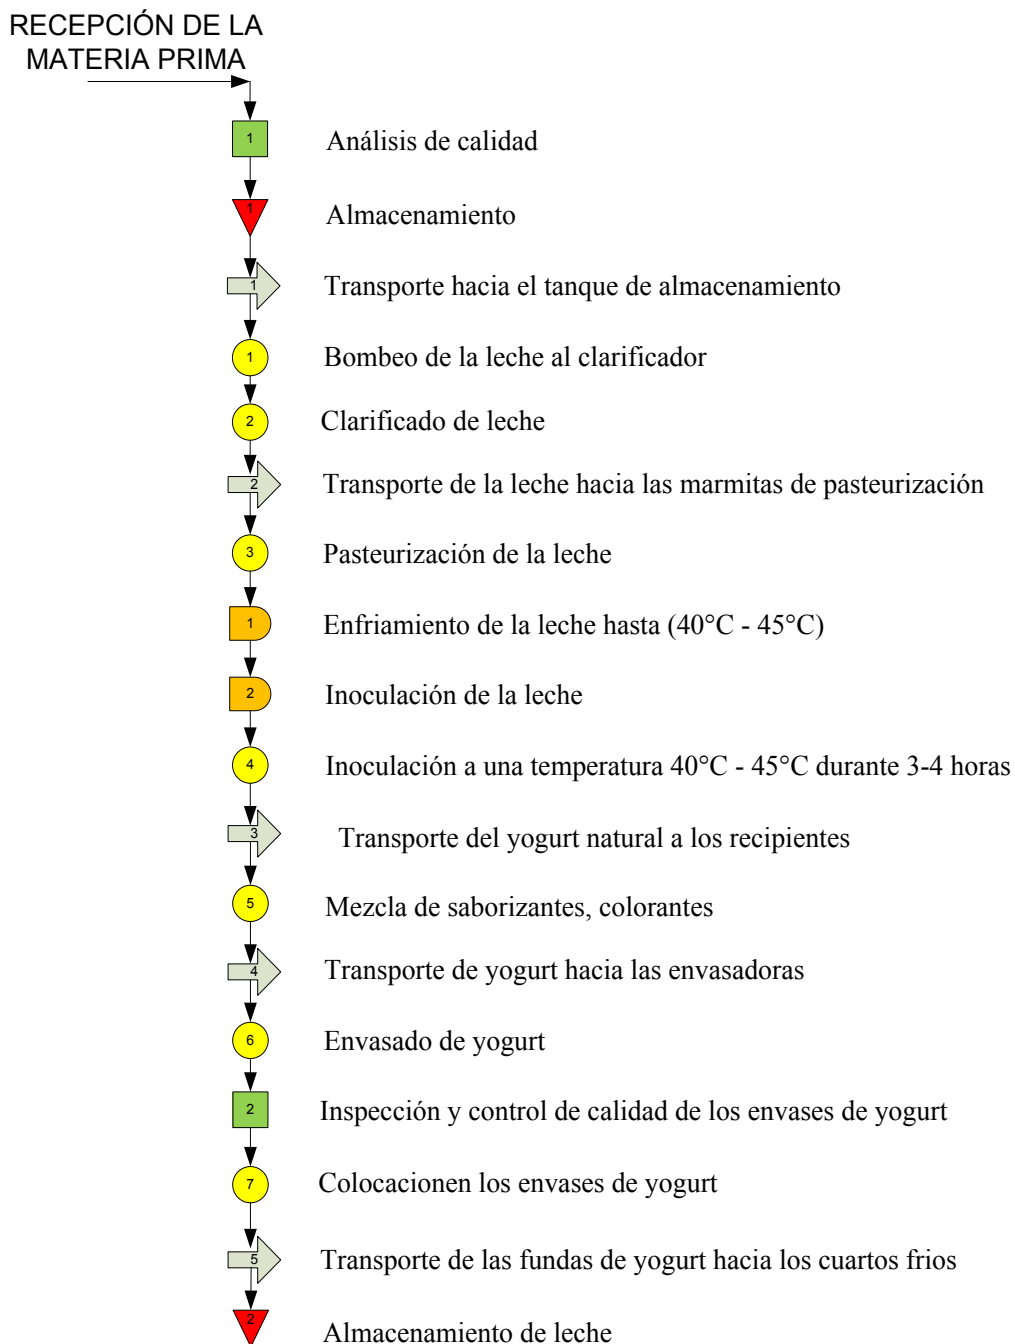 RECEPCIÓN DE LA
MATERIA PRIMA
1 Análisis de calidad
1 Almacenamiento
1 Transporte hacia el tanque de almacenamiento
1 Bombeo de la leche al clarificador
2 Clarificado de leche
2 Transporte de la leche hacia las marmitas de pasteurización
3 Pasteurización de la leche
1 Enfriamiento de la leche hasta (40°C - 45°C)
2 Inoculación de la leche
4 Inoculación a una temperatura 40°C - 45°C durante 3-4 horas
3 Transporte del yogurt natural a los recipientes
5 Mezcla de saborizantes, colorantes
4 Transporte de yogurt hacia las envasadoras
6 Envasado de yogurt
2 Inspección y control de calidad de los envases de yogurt
7 Colocacionen los envases de yogurt
5 Transporte de las fundas de yogurt hacia los cuartos frios
2 Almacenamiento de leche